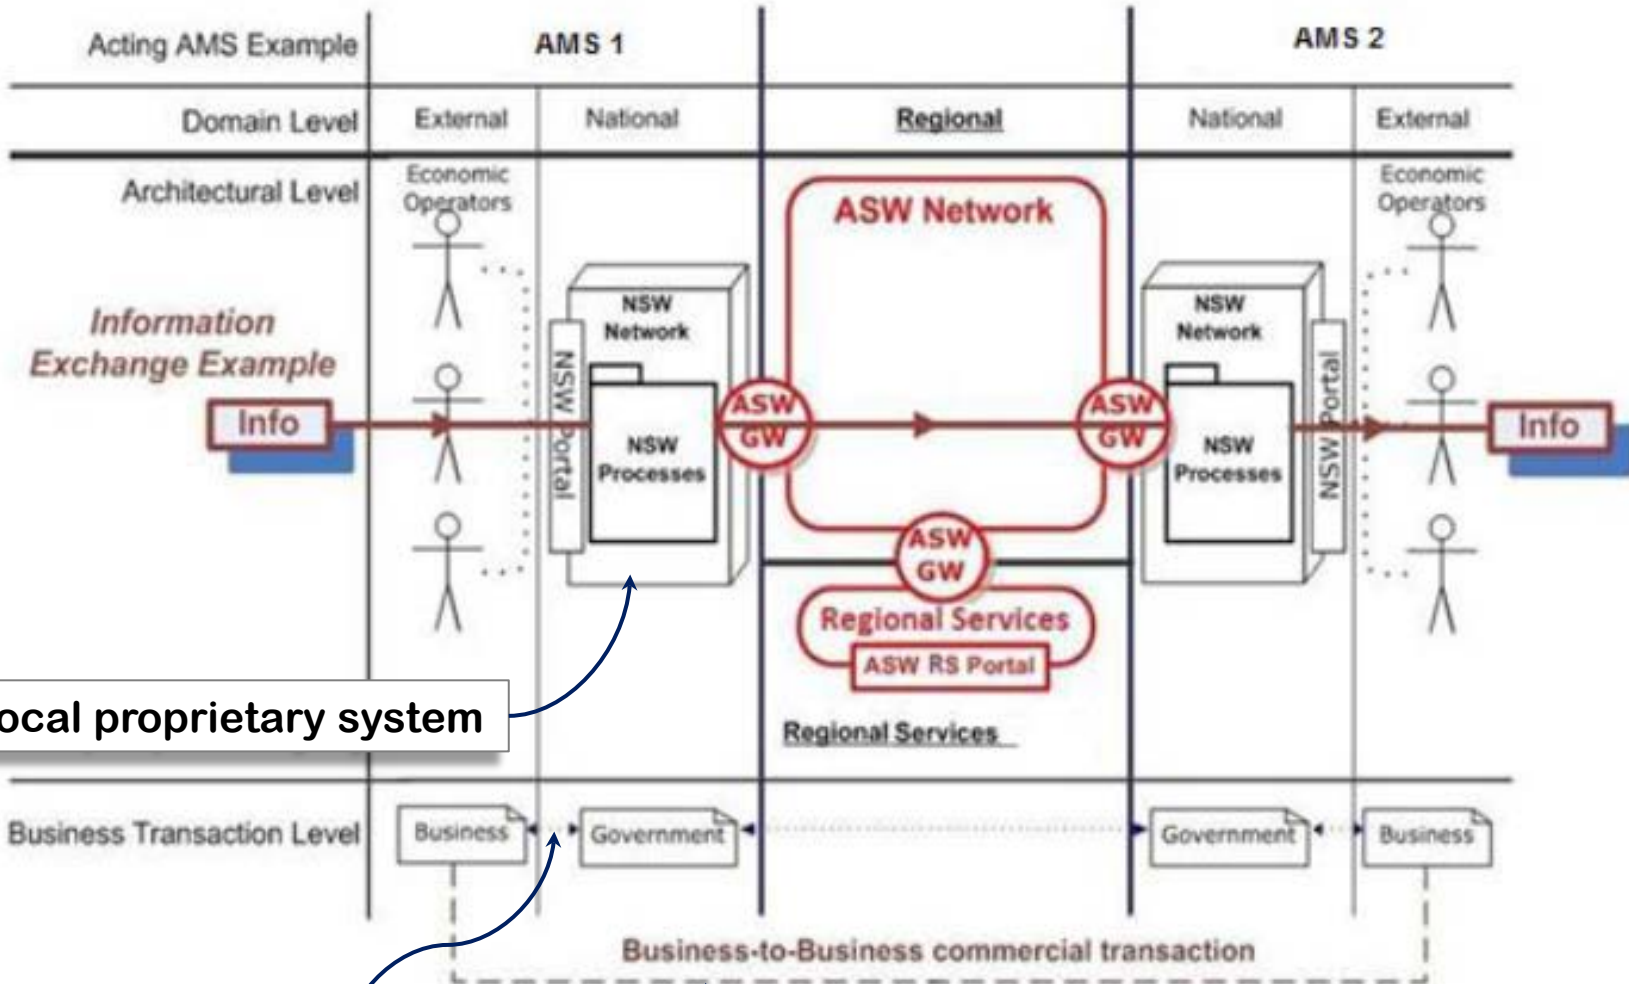 Acting AMS Example
AMS 1
AMS 2
Domain Level
External
National
Regional
National
External
Architectural Level
Economic
Operators
ASW Network
Economic
Operators
Information
Exchange Example
Info
NSW
Network
NSW Portal
NSW
Processes
ASW
GW
ASW
GW
NSW
Network
NSW
Processes
NSW Portal
Info
ASW
GW
Regional Services
ASW RS Portal
Regional Services
ocal proprietary system
Business Transaction Level
Business
Government
Government
Business
Business-to-Business commercial transaction